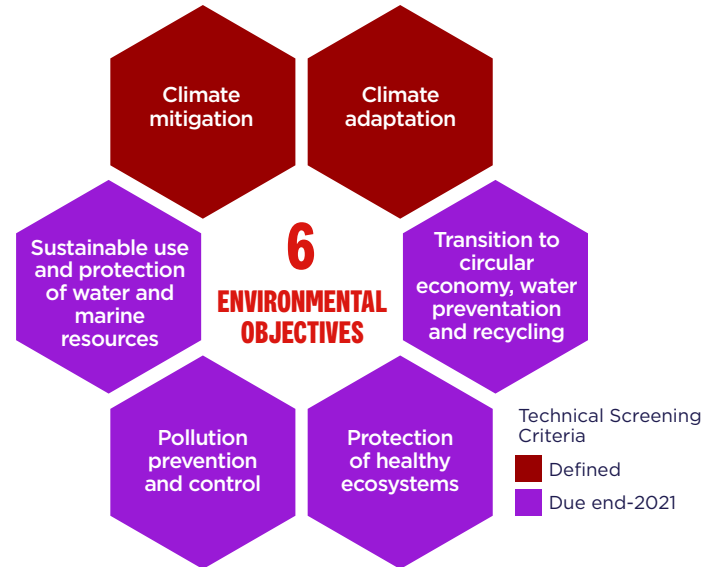 Climate
mitigation
Climate
adaptation
Sustainable use
and protection
of water and
marine
resources
6
ENVIRONMENTAL
OBJECTIVES
Transition to
circular
economy, water
preventation
and recycling
Pollution
prevention
and control
Protection
of healthy
ecosystems
Technical Screening
Criteria
Defined
Due end-2021